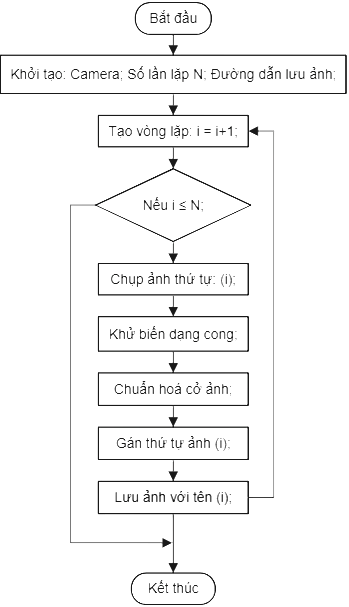 Bắt đầu
Khởi tạo: Camera; Số lần lặp N; Đường dẫn lưu ảnh;
Tạo vòng lặp: i = i+1;
Nếu i ≤ N;
Chụp ảnh thứ tự: (i);
Khử biến dạng cong:
Chuẩn hoá cở ảnh;
Gán thứ tự ảnh (i);
Lưu ảnh với tên (i);
Kết thúc